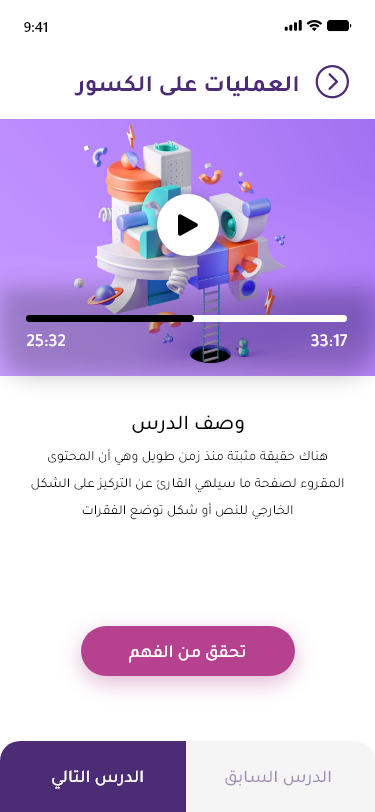 9:41
العمليات على الكسور
25:32
33:17
وصف الدرس
هناك حقيقة مثبتة منذ زمن طويل وهي أن المحتوى
المقروء لصفحة ما سيلهي القارئ عن التركيز على الشكل
الخارجي للنص أو شكل توضع الفقرات
تحقق من الفهم
الدرس السابق
الدرس التالي